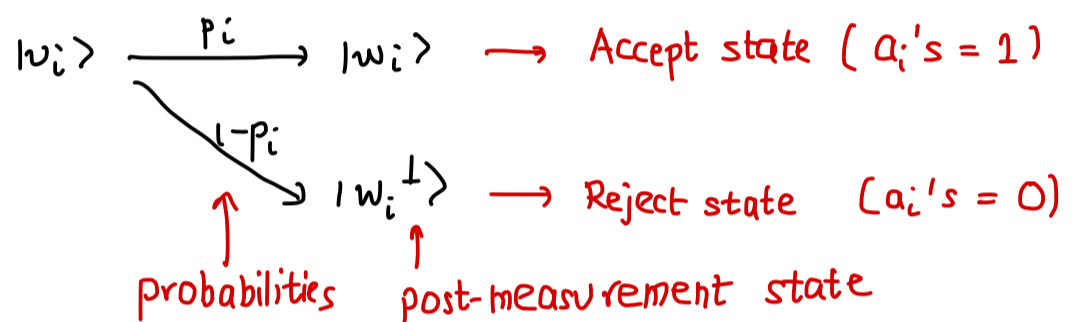 |vᵢ> pᵢ |wᵢ> → Accept state (aᵢ's = 1)
1-pᵢ
|wᵢ^⊥> → Reject state (aᵢ's = 0)
probabilities post-measurement state